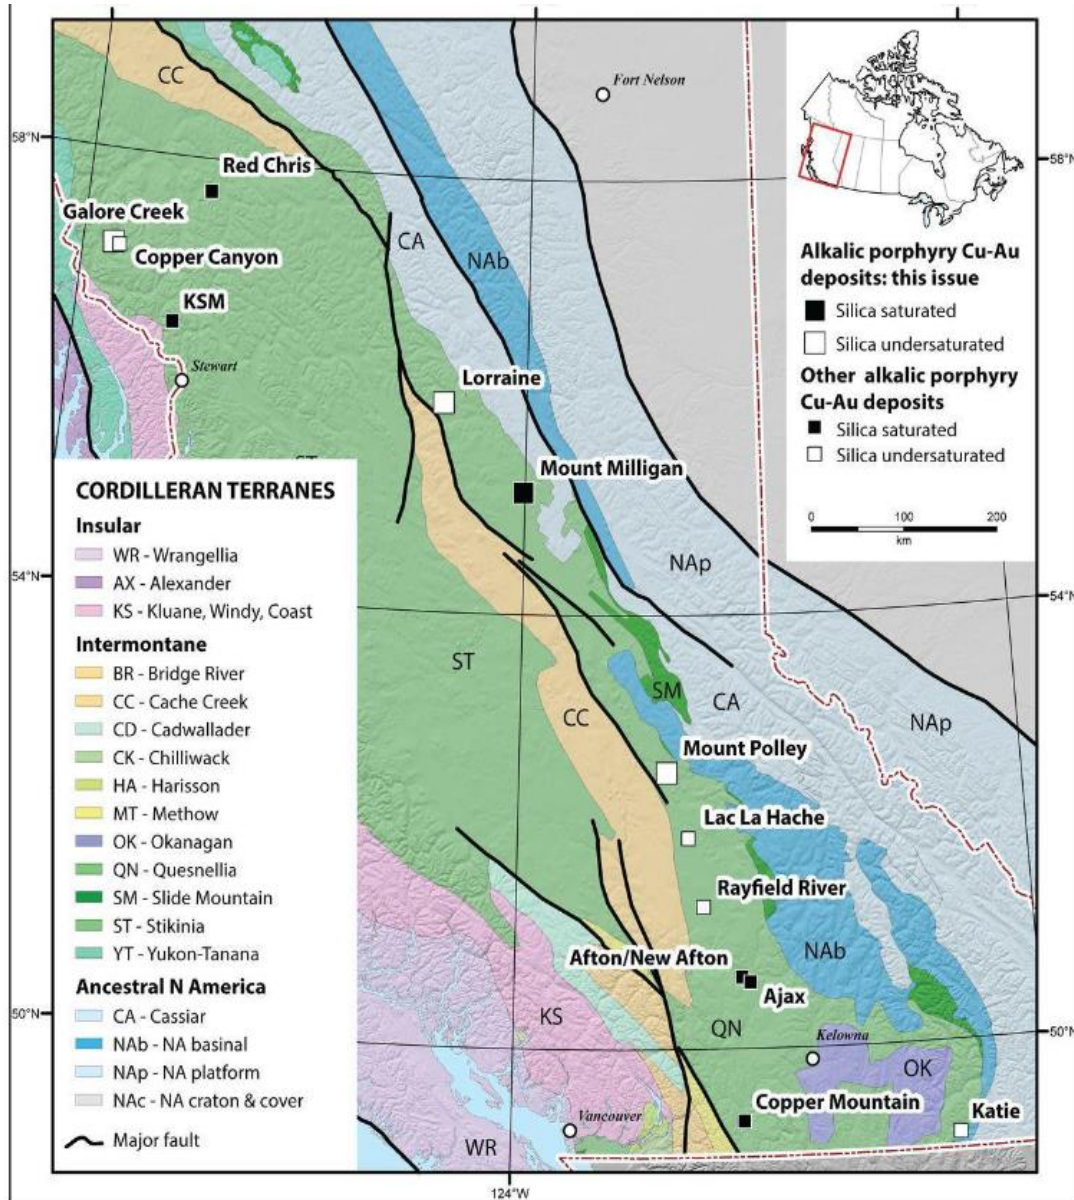 CC
Fort Nelson
58°N
58°N
Red Chris
Galore Creek
Copper Canyon
CA
NAb
KSM
Stewart
Lorraine
Alkalic porphyry Cu-Au
deposits: this issue
Silica saturated
Silica undersaturated
Other alkalic porphyry
Cu-Au deposits
Silica saturated
Silica undersaturated
0 100 200
km
ST
Mount Milligan
NAp
54°N
54°N
CORDILLERAN TERRANES
Insular
WR - Wrangellia
AX - Alexander
KS - Kluane, Windy, Coast
Intermontane
BR - Bridge River
CC - Cache Creek
CD - Cadwallader
CK - Chilliwack
HA - Harisson
MT - Methow
OK - Okanagan
QN - Quesnellia
SM - Slide Mountain
ST - Stikinia
YT - Yukon-Tanana
Ancestral N America
CA - Cassiar
NAb - NA basinal
NAp - NA platform
NAc - NA craton & cover
Major fault
ST
SM
CA
CC
NAp
Mount Polley
Lac La Hache
Rayfield River
NAb
Afton/New Afton
Ajax
KS
QN
50°N
50°N
Kelowna
OK
Copper Mountain
Katie
Vancouver
WR
124°W